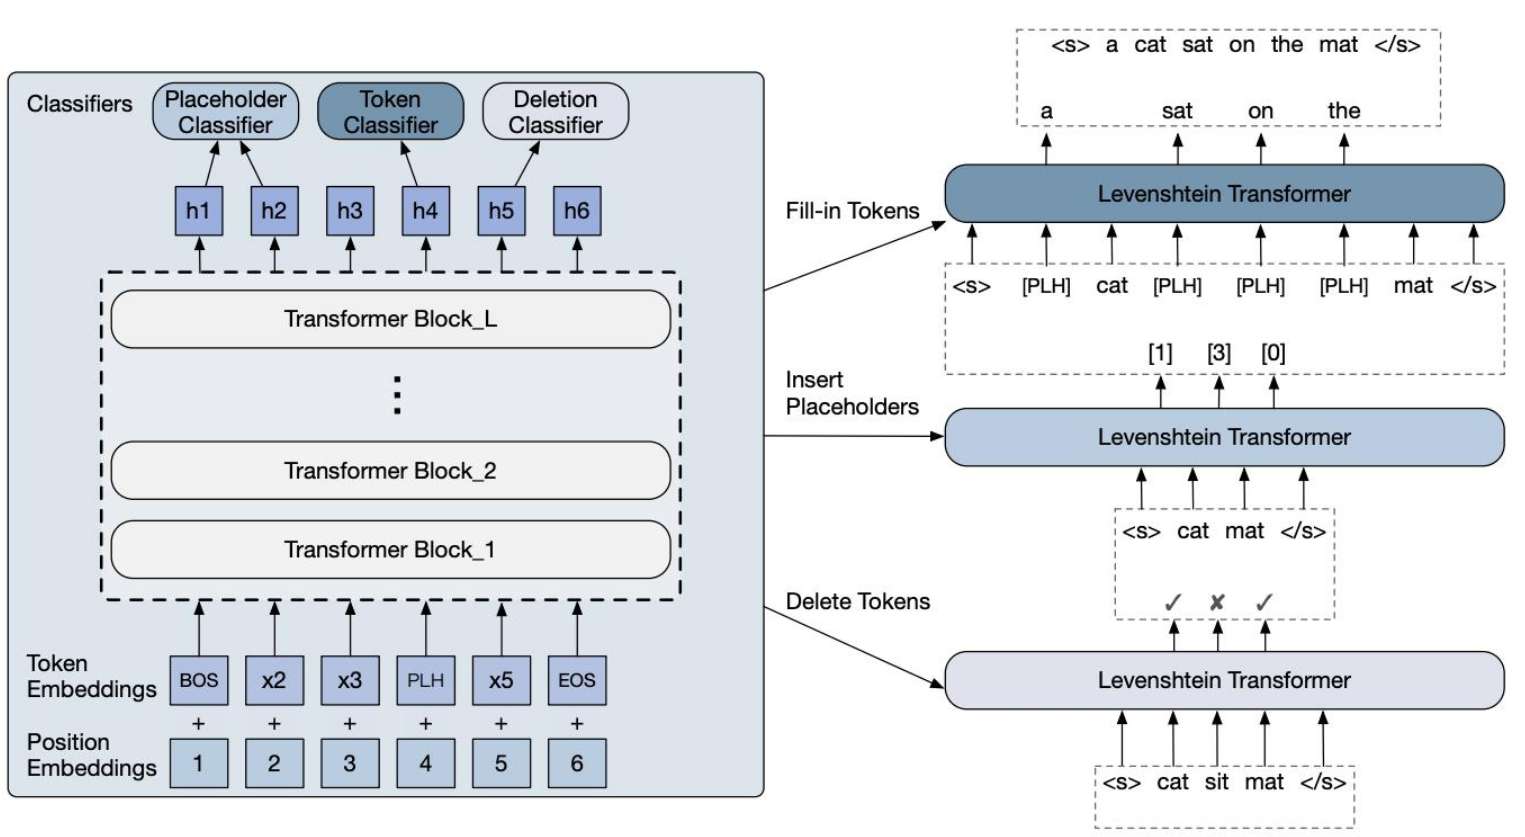 Classifiers
Placeholder
Classifier
Token
Classifier
Deletion
Classifier
h1 h2 h3 h4 h5 h6
Transformer Block_L
Transformer Block_2
Transformer Block_1
Token
Embeddings
BOS x2 x3 PLH x5 EOS
+ + + + + +
Position
Embeddings
1 2 3 4 5 6
Fill-in Tokens
Insert
Placeholders
Delete Tokens
<s> a cat sat on the mat </s>
a sat on the
Levenshtein Transformer
<s> [PLH] cat [PLH] [PLH] [PLH] mat </s>
[1] [3] [0]
Levenshtein Transformer
<s> cat mat </s>
✓ ✘ ✓
Levenshtein Transformer
<s> cat sit mat </s>